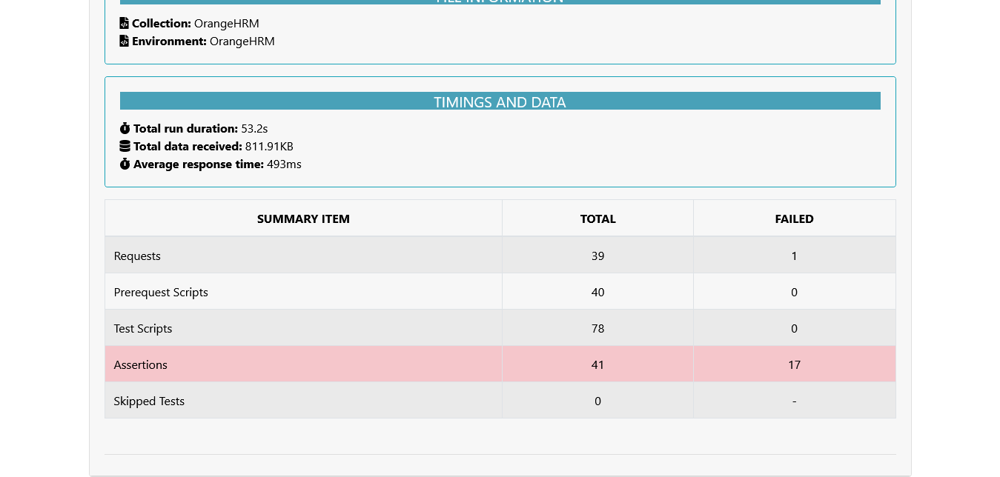 FILE INFORMATION
Collection: OrangeHRM
Environment: OrangeHRM
TIMINGS AND DATA
Total run duration: 53.2s
Total data received: 811.91KB
Average response time: 493ms
SUMMARY ITEM TOTAL FAILED
Requests 39 1
Prerequest Scripts 40 0
Test Scripts 78 0
Assertions 41 17
Skipped Tests 0 -